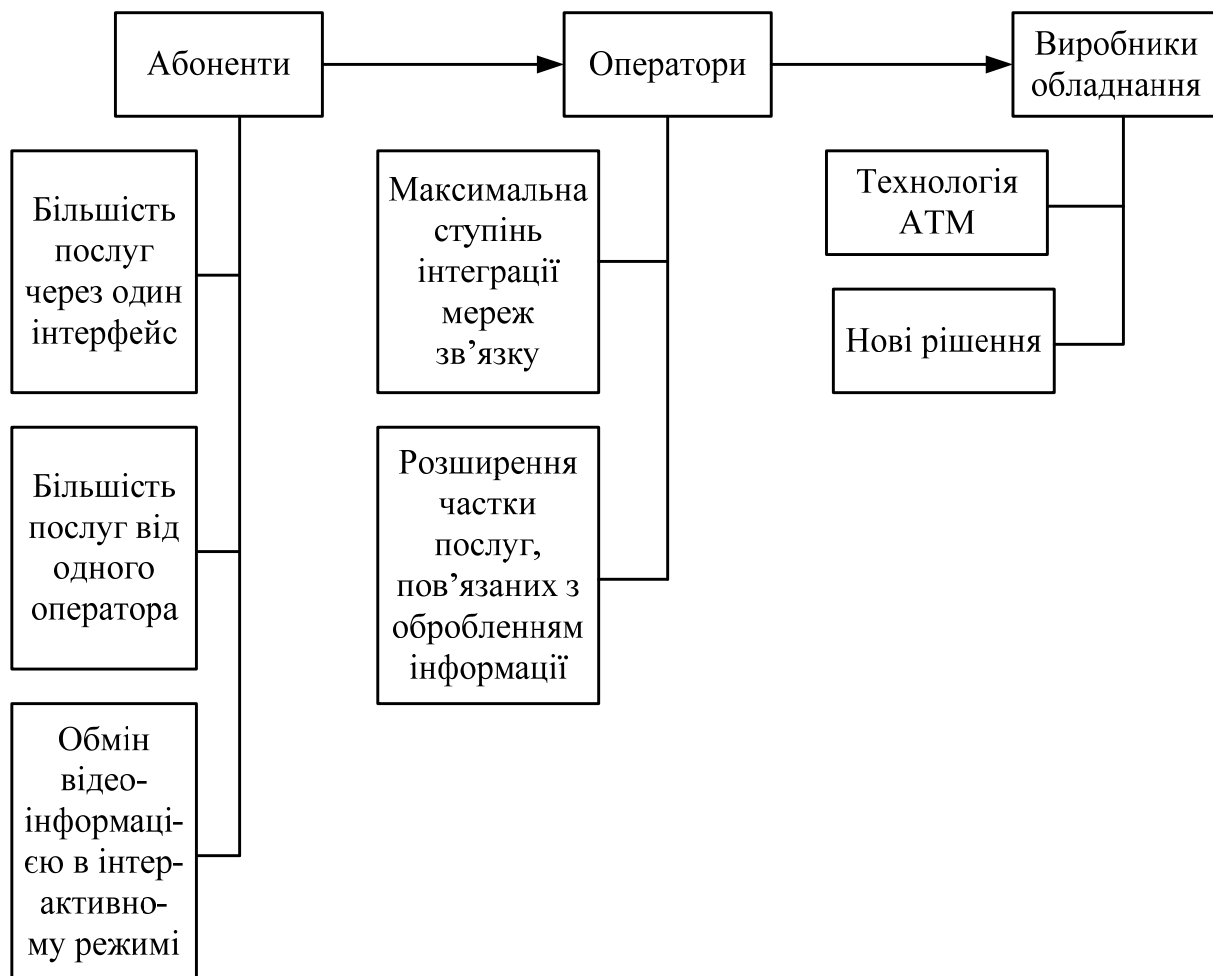 Абоненти
Оператори
Виробники
обладнання
Більшість
послуг
через один
інтерфейс
Більшість
послуг від
одного
оператора
Обмін
відео-
інформаці-
єю в інтер-
активно-
му режимі
Максимальна
ступінь
інтеграції
мереж
зв’язку
Розширення
частки
послуг,
пов’язаних з
обробленням
інформації
Технологія
АТМ
Нові рішення